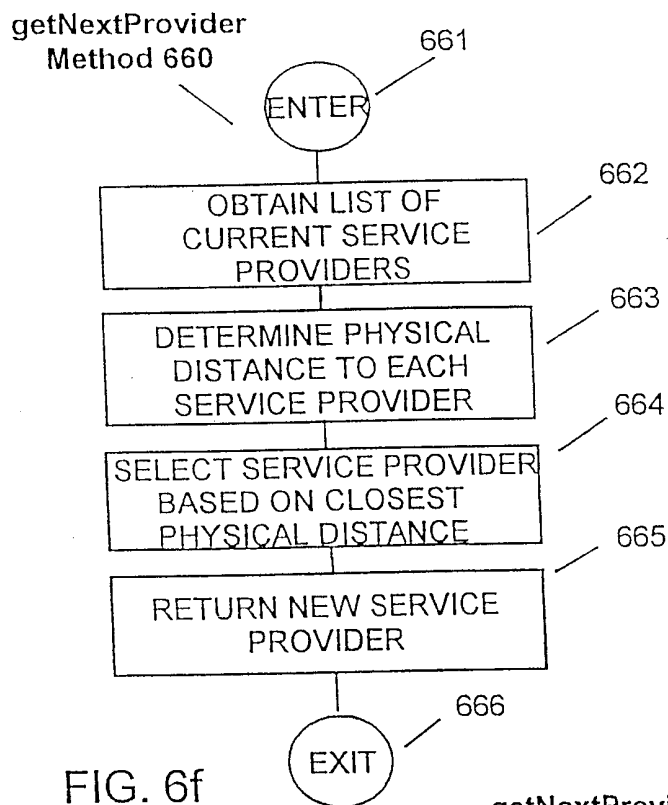 getNextProvider
Method 660
661
ENTER
662
OBTAIN LIST OF
CURRENT SERVICE
PROVIDERS
663
DETERMINE PHYSICAL
DISTANCE TO EACH
SERVICE PROVIDER
664
SELECT SERVICE PROVIDER
BASED ON CLOSEST
PHYSICAL DISTANCE
665
RETURN NEW SERVICE
PROVIDER
666
EXIT
FIG. 6f